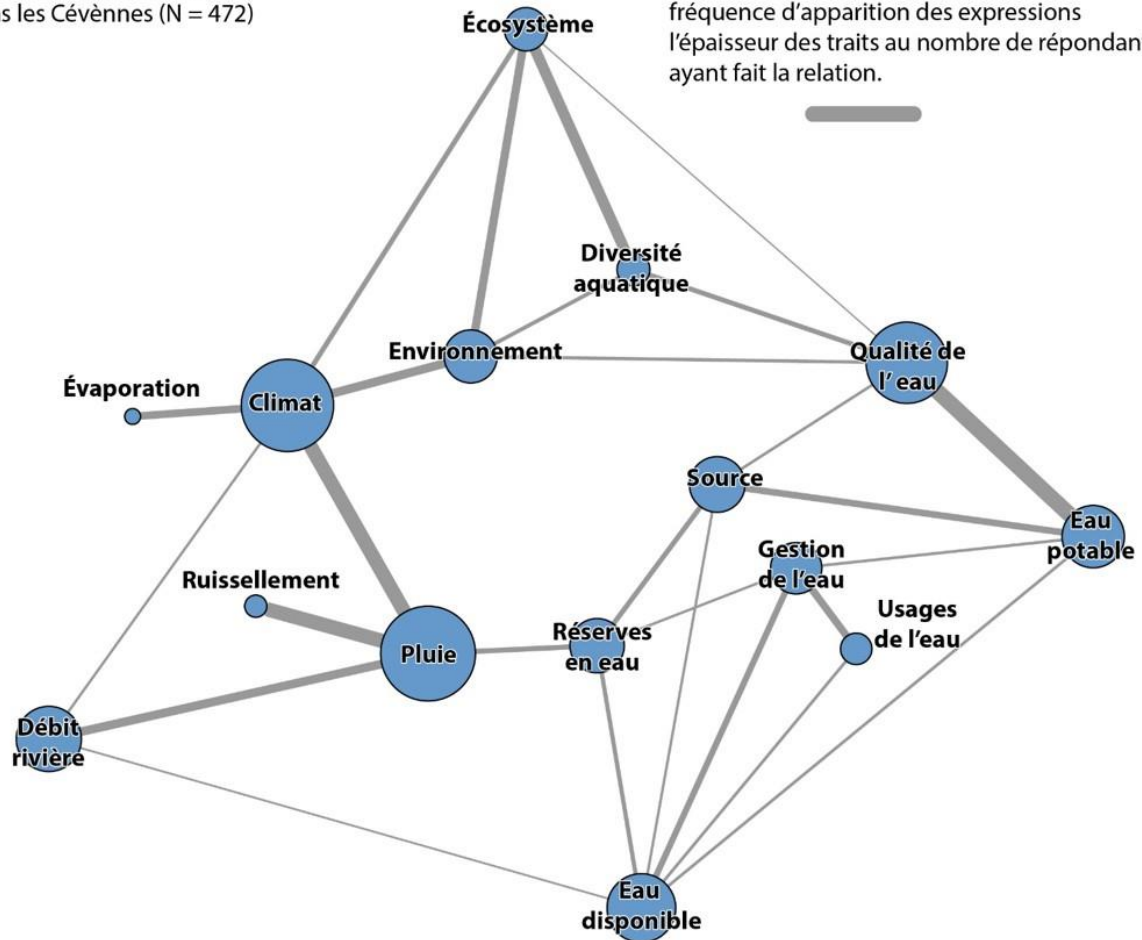 les Cévènnes (N = 472)
fréquence d’apparition des expressions
l’épaisseur des traits au nombre de
ayant fait la relation.
Écosystème
Diversité
aquatique
Environnement
Qualité de
l’eau
Évaporation
Climat
Source
Eau
potable
Gestion
de l’eau
Ruissellement
Usages
de l’eau
Réserves
en eau
Pluie
Débit
rivière
Eau
disponible